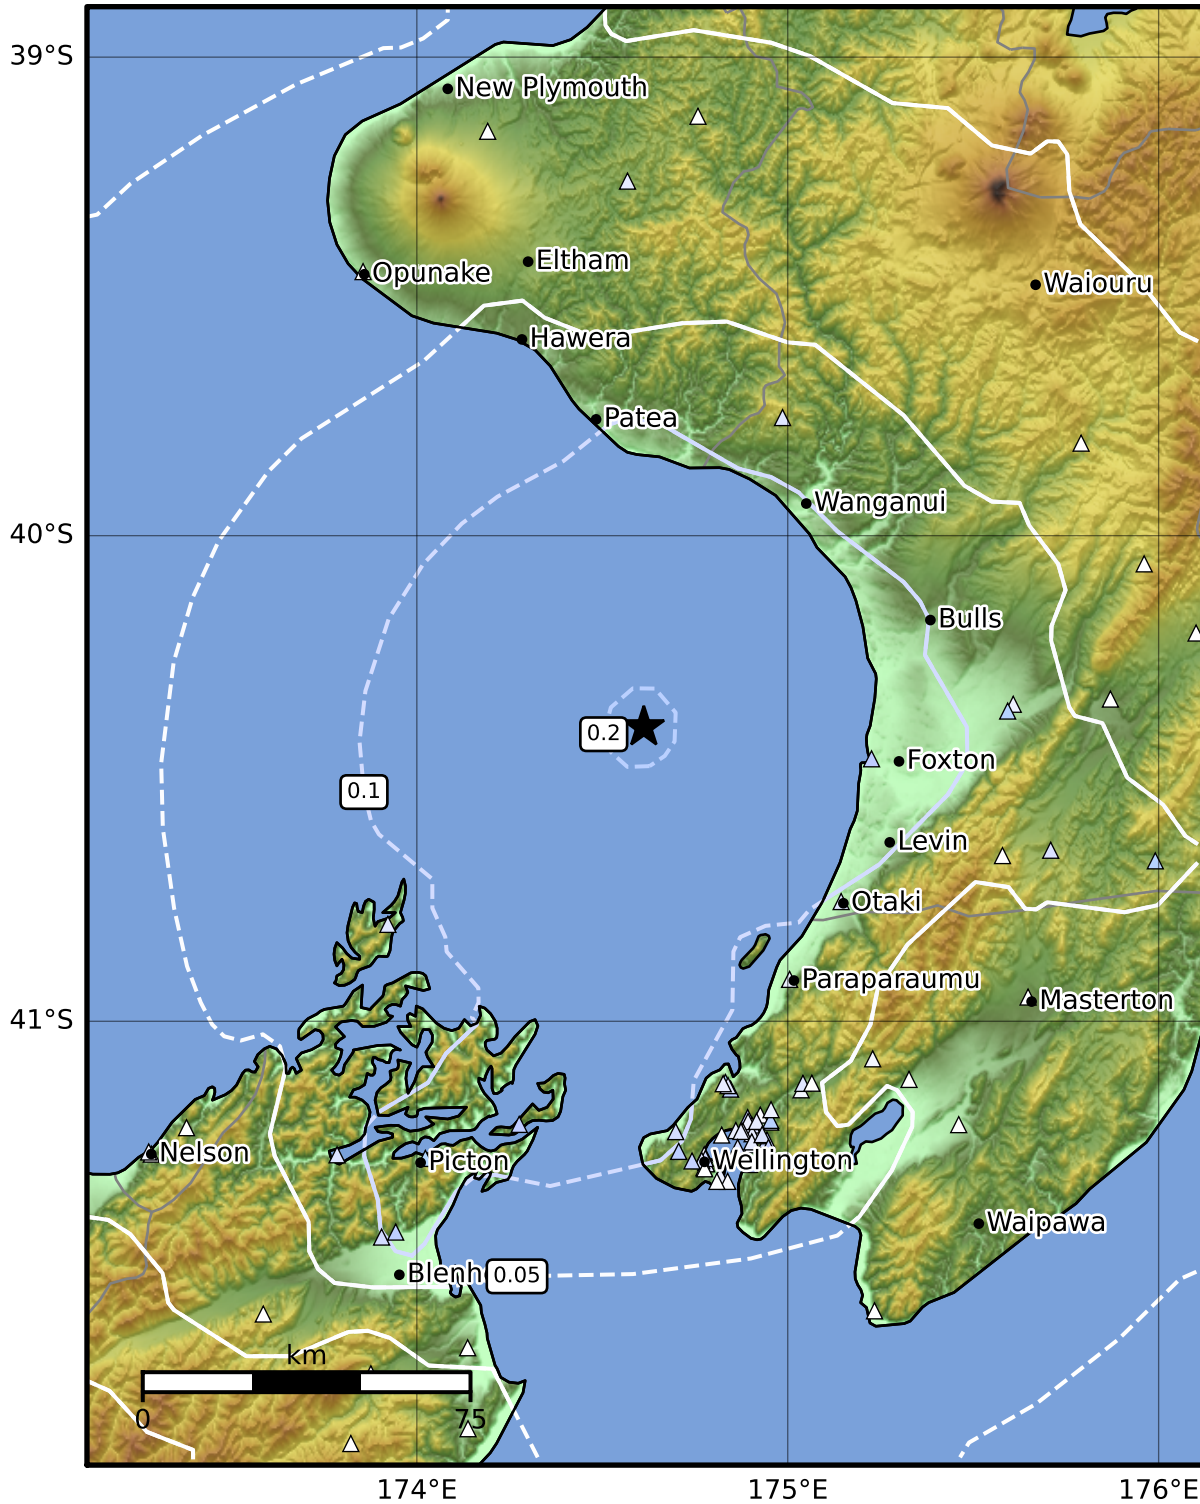 39°S
New Plymouth
Eltham
Opunake
Waiouru
Hawera
Patea
Wanganui
40°S
Bulls
0.2
Foxton
0.1
Levin
Otaki
Paraparaumu
Masterton
41°S
Nelson
Picton
Wellington
Waipawa
Blenh
0.05
km
0
75
174°E
175°E
176°E